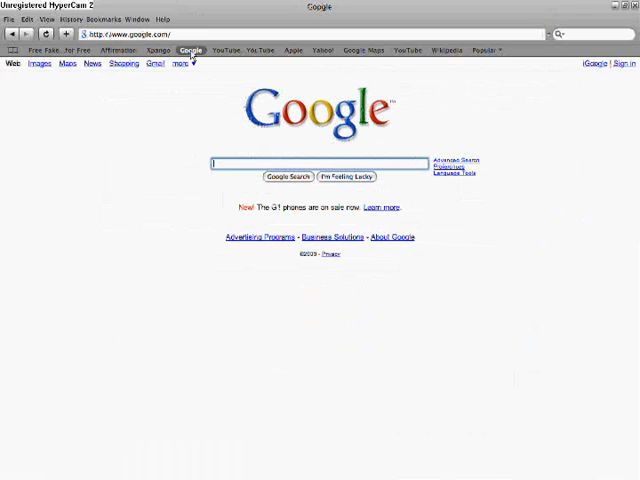 Unregistered HyperCam 2
Google
File Edit View History Bookmarks Window Help
http://www.google.com/
Free Fake...for Free Affirmation Xpango Google YouTube, YouTube Apple Yahoo! Google Maps YouTube Wikipedia Popular
Web Images Maps News Shopping Gmail more iGoogle | Sign in
Google™
Advanced Search
Preferences
Language Tools
Google Search I'm Feeling Lucky
New! The G1 phones are on sale now. Learn more.
Advertising Programs - Business Solutions - About Google
Privacy